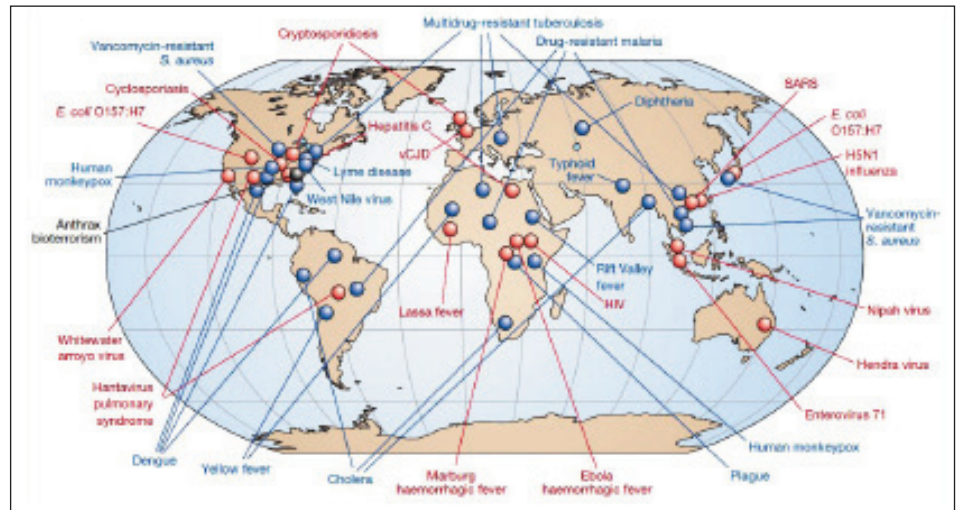 Multidrug-resistant tuberculosis
Cryptosporidiosis
Drug-resistant malaria
Vancomycin-resistant
S. aureus
SARS
Cyclosporiasis
Diphtheria
E. coli
O157:H7
E. coli O157:H7
Hepatitis C
vCJD
H5N1
influenza
Typhoid
fever
Human
monkeypox
Lyme disease
West Nile virus
Anthrax
bioterrorism
Vancomycin-
resistant
S. aureus
Rift Valley
fever
HIV
Lassa fever
Nipah virus
Whitewater
arroyo virus
Hendra virus
Hantavirus
pulmonary
syndrome
Enterovirus 71
Human monkeypox
Dengue
Yellow fever
Cholera
Marburg
haemorrhagic fever
Ebola
haemorrhagic fever
Plague